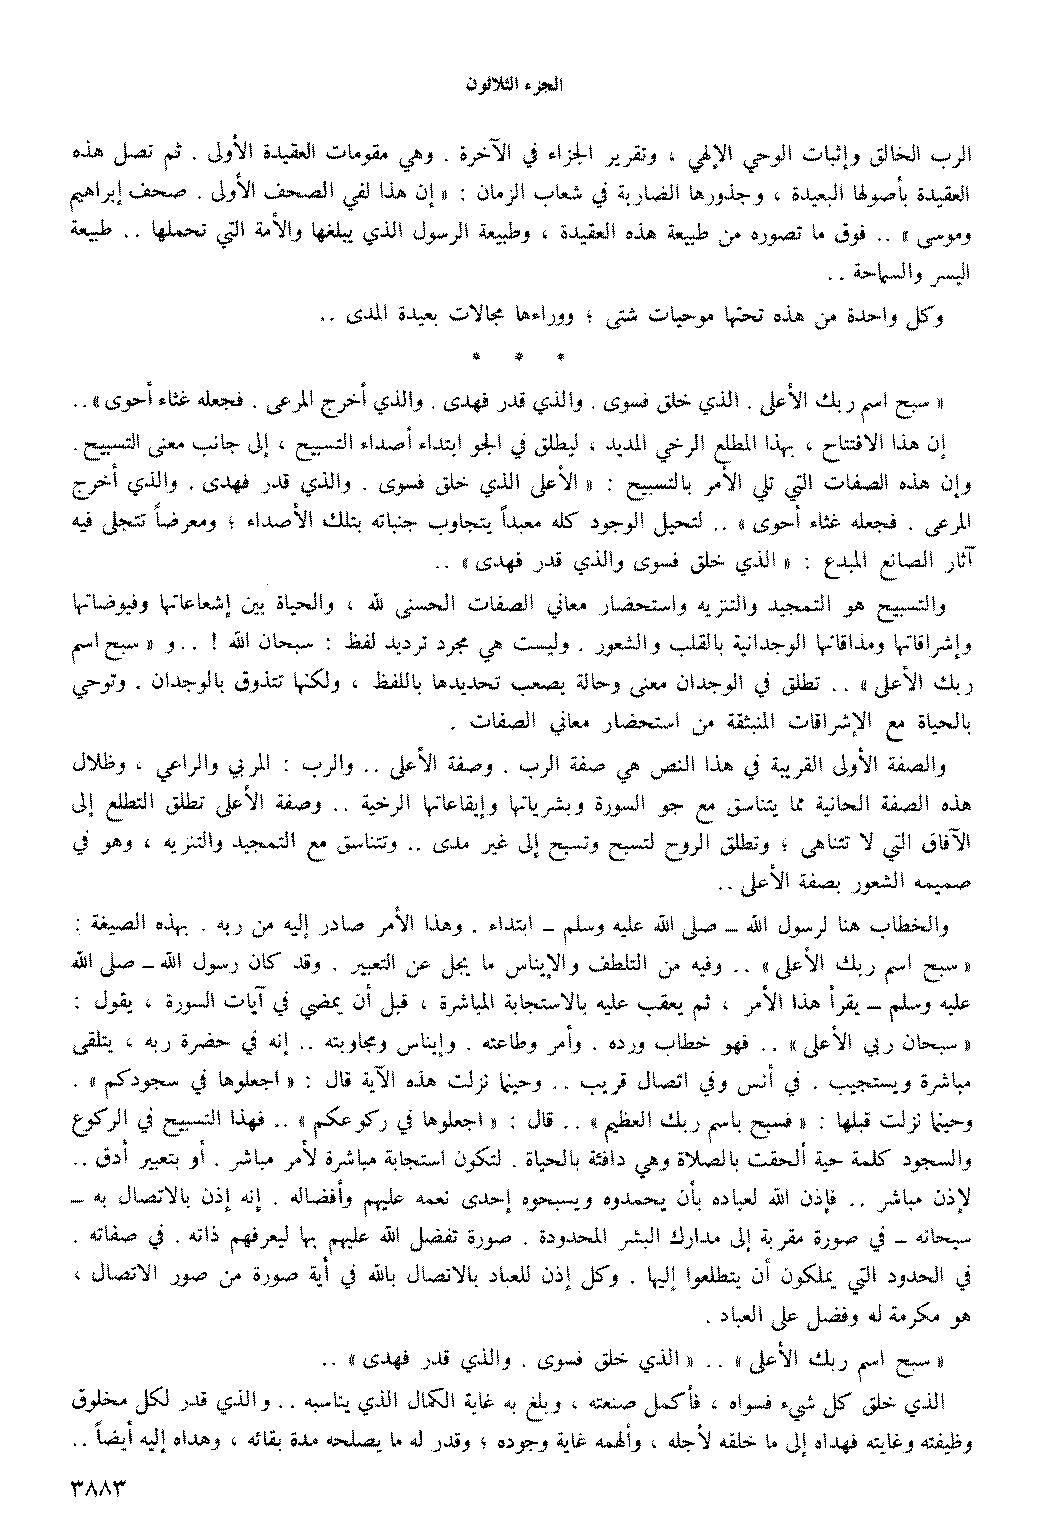 الجزء الثلاثون
الرب الخالق وإثبات الوحي الإلهي ، وتقرير الجزاء في الآخرة . وهي مقومات العقيدة الأولى . ثم تصل هذه
العقيدة بأصولها البعيدة ، وجذورها الضاربة في شعاب الزمان : « إن هذا لفي الصحف الأولى . صحف إبراهيم
وموسى » .. فوق ما تصوره من طبيعة هذه العقيدة ، وطبيعة الرسول الذي يبلغها والأمة التي تحملها .. طبيعة
اليسر والسماحة ..
وكل واحدة من هذه تحتها موحيات شتى ؛ ووراءها مجالات بعيدة المدى ..
* * *
« سبح اسم ربك الأعلى . الذي خلق فسوى . والذي قدر فهدى . والذي أخرج المرعى . فجعله غثاء أحوى » ..
إن هذا الافتتاح ، بهذا المطلع الرخي المديد ، ليطلق في الجو ابتداء أصداء التسبيح ، إلى جانب معنى التسبيح .
وإن هذه الصفات التي تلي الأمر بالتسبيح : « الأعلى الذي خلق فسوى . والذي قدر فهدى . والذي أخرج
المرعى . فجعله غثاء أحوى » .. لتحيل الوجود كله معبداً يتجاوب جنباته بتلك الأصداء ؛ ومعرضاً تتجلى فيه
آثار الصانع المبدع : « الذي خلق فسوى والذي قدر فهدى » ..
والتسبيح هو التمجيد والتنزيه واستحضار معاني الصفات الحسنى لله ، والحياة بين إشعاعاتها وفيوضاتها
وإشراقاتها ومذاقاتها الوجدانية بالقلب والشعور . وليست هي مجرد ترديد لفظ : سبحان الله ! .. و « سبح اسم
ربك الأعلى » .. تطلق في الوجدان معنى وحالة يصعب تحديدها باللفظ ، ولكنها تتذوق بالوجدان . وتوحي
بالحياة مع الإشراقات المنبثقة من استحضار معاني الصفات .
والصفة الأولى القريبة في هذا النص هي صفة الرب . وصفة الأعلى .. والرب : المربي والراعي ، وظلال
هذه الصفة الحانية مما يتناسق مع جو السورة وبشرياتها وإيقاعاتها الرخية .. وصفة الأعلى تطلق التطلع إلى
الآفاق التي لا تتناهى ؛ وتطلق الروح لتسبح وتسبح إلى غير مدى .. وتتناسق مع التمجيد والتنزيه ، وهو في
صميمه الشعور بصفة الأعلى ..
والخطاب هنا لرسول الله – صلى الله عليه وسلم – ابتداء . وهذا الأمر صادر إليه من ربه . بهذه الصيغة :
« سبح اسم ربك الأعلى » .. وفيه من التلطف والإيناس ما يجل عن التعبير . وقد كان رسول الله – صلى الله
عليه وسلم – يقرأ هذا الأمر ، ثم يعقب عليه بالاستجابة المباشرة ، قبل أن يمضي في آيات السورة ، يقول :
« سبحان ربي الأعلى » .. فهو خطاب ورده . وأمر وطاعته . وإيناس ومجاوبته .. إنه في حضرة ربه ، يتلقى
مباشرة ويستجيب . في أنس وفي اتصال قريب .. وحينما نزلت هذه الآية قال : « اجعلوها في سجودكم » .
وحينما نزلت قبلها : « فسبح باسم ربك العظيم » .. قال : « اجعلوها في ركوعكم » .. فهذا التسبيح في الركوع
والسجود كلمة حية ألحقت بالصلاة وهي دافئة بالحياة . لتكون استجابة مباشرة لأمر مباشر . أو بتعبير أدق ..
لإذن مباشر .. فإذن الله لعباده بأن يحمدوه ويسبحوه إحدى نعمه عليهم وأفضاله . إنه إذن بالاتصال به –
سبحانه – في صورة مقربة إلى مدارك البشر المحدودة . صورة تفضل الله عليهم بها ليعرفهم ذاته . في صفاته .
في الحدود التي يملكون أن يتطلعوا إليها . وكل إذن للعباد بالاتصال بالله في أية صورة من صور الاتصال ،
هو مكرمة له وفضل على العباد .
« سبح اسم ربك الأعلى » .. « الذي خلق فسوى . والذي قدر فهدى » ..
الذي خلق كل شيء فسواه ، فأكمل صنعته ، وبلغ به غاية الكمال الذي يناسبه .. والذي قدر لكل مخلوق
وظيفته وغايته فهداه إلى ما خلقه لأجله ، وألهمه غاية وجوده ؛ وقدر له ما يصلحه مدة بقائه ، وهداه إليه أيضاً ..
٣٨٨٣